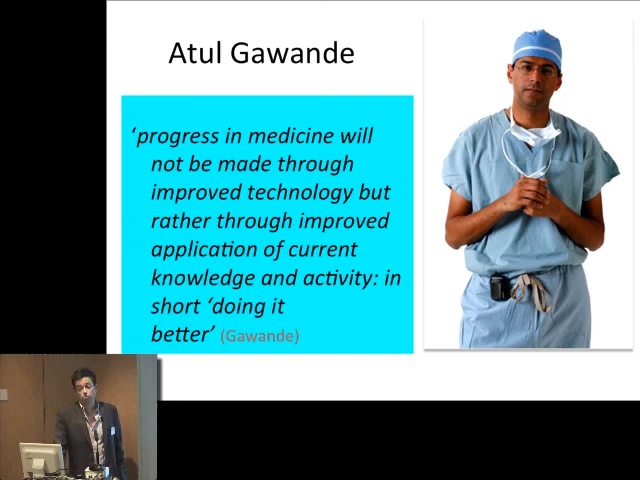 Atul Gawande
‘progress in medicine will
not be made through
improved technology but
rather through improved
application of current
knowledge and activity: in
short ‘doing it
better’ (Gawande)